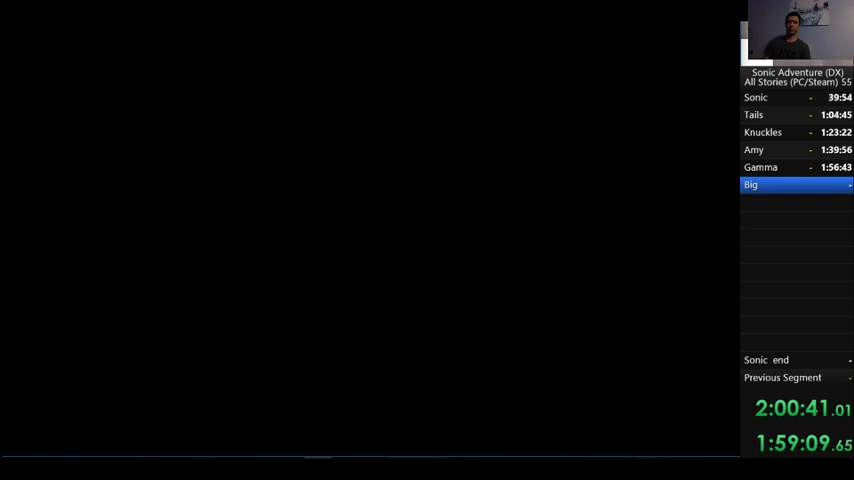 Sonic Adventure (DX)
All Stories (PC/Steam) 55
Sonic - 39:54
Tails - 1:04:45
Knuckles - 1:23:22
Amy - 1:39:56
Gamma - 1:56:43
Big -
Sonic end -
Previous Segment -
2:00:41.01
1:59:09.65